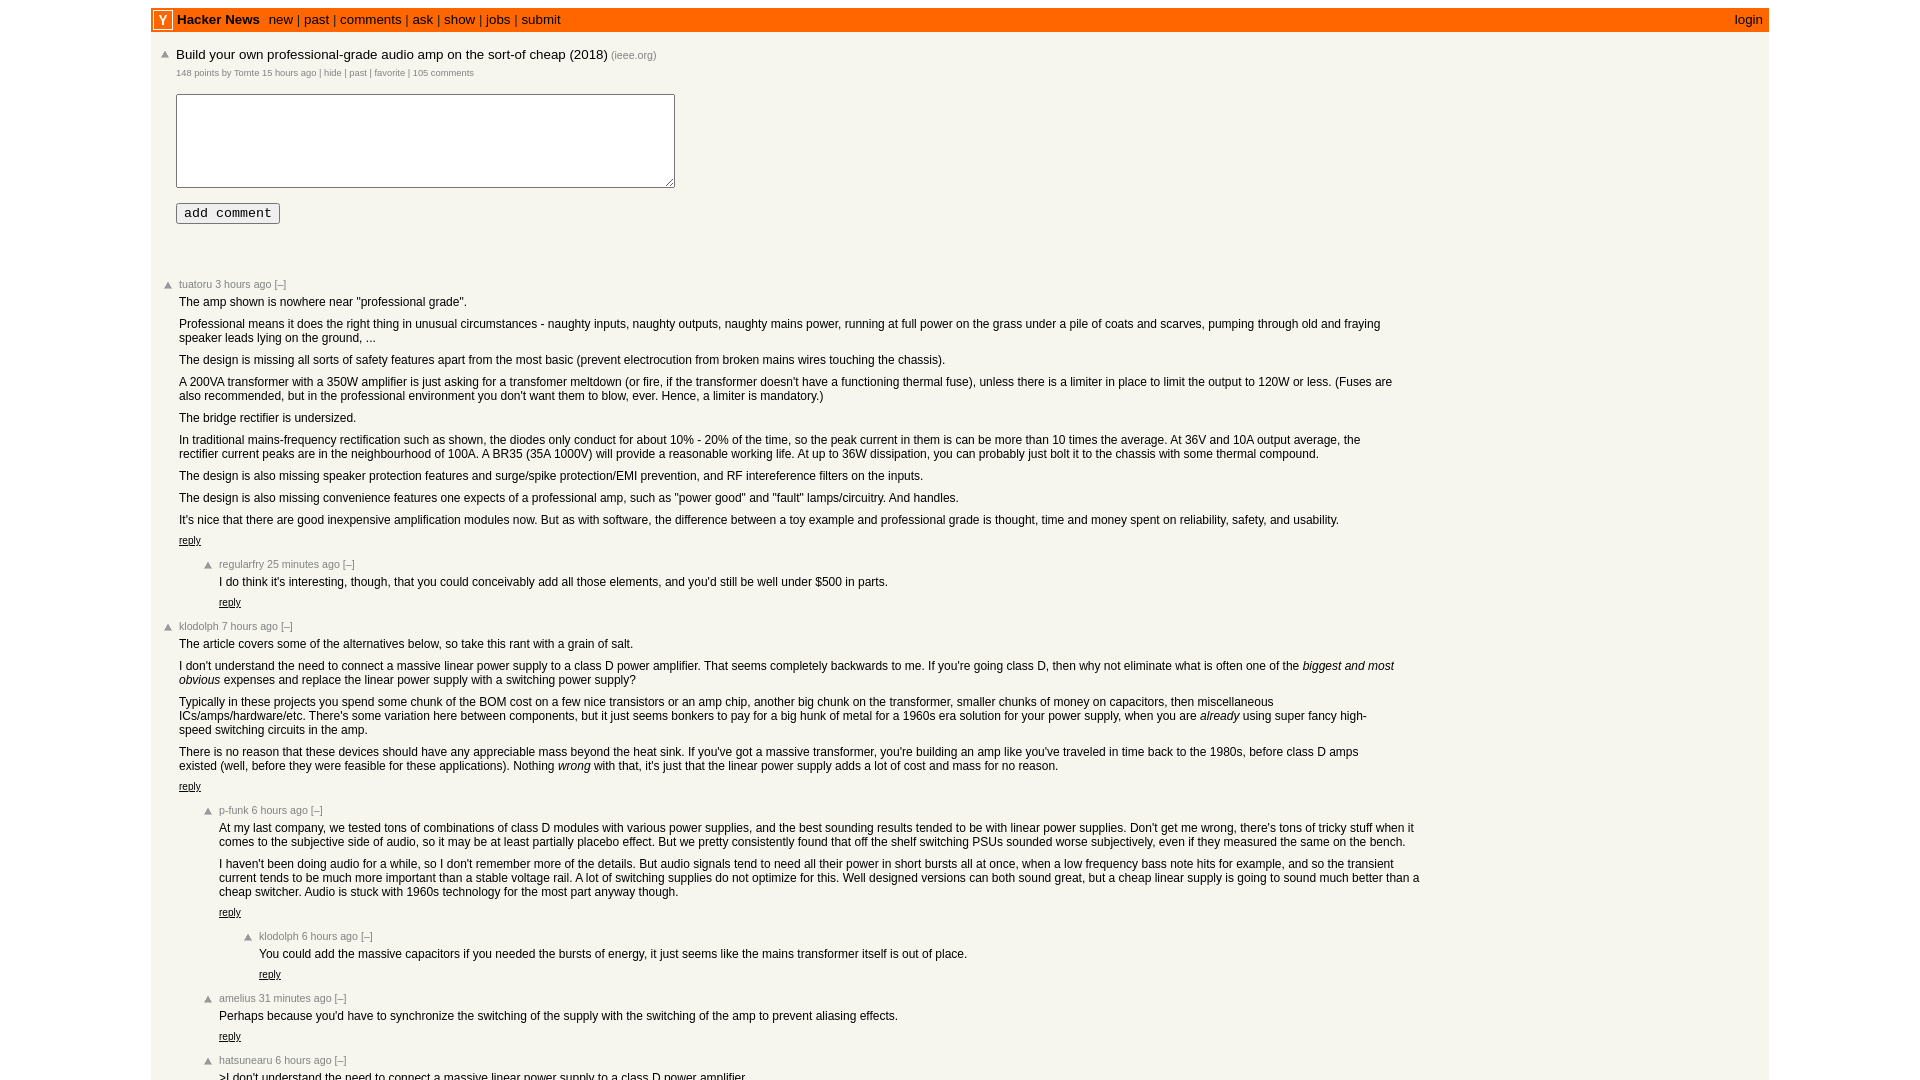 Y Hacker News new | past | comments | ask | show | jobs | submit login
Build your own professional-grade audio amp on the sort-of cheap (2018) (ieee.org)
148 points by Tomte 15 hours ago | hide | past | favorite | 105 comments
add comment
tuatoru 3 hours ago [–]
The amp shown is nowhere near "professional grade".
Professional means it does the right thing in unusual circumstances - naughty inputs, naughty outputs, naughty mains power, running at full power on the grass under a pile of coats and scarves, pumping through old and fraying
speaker leads lying on the ground, ...
The design is missing all sorts of safety features apart from the most basic (prevent electrocution from broken mains wires touching the chassis).
A 200VA transformer with a 350W amplifier is just asking for a transfomer meltdown (or fire, if the transformer doesn't have a functioning thermal fuse), unless there is a limiter in place to limit the output to 120W or less. (Fuses are
also recommended, but in the professional environment you don't want them to blow, ever. Hence, a limiter is mandatory.)
The bridge rectifier is undersized.
In traditional mains-frequency rectification such as shown, the diodes only conduct for about 10% - 20% of the time, so the peak current in them is can be more than 10 times the average. At 36V and 10A output average, the
rectifier current peaks are in the neighbourhood of 100A. A BR35 (35A 1000V) will provide a reasonable working life. At up to 36W dissipation, you can probably just bolt it to the chassis with some thermal compound.
The design is also missing speaker protection features and surge/spike protection/EMI prevention, and RF intereference filters on the inputs.
The design is also missing convenience features one expects of a professional amp, such as "power good" and "fault" lamps/circuitry. And handles.
It's nice that there are good inexpensive amplification modules now. But as with software, the difference between a toy example and professional grade is thought, time and money spent on reliability, safety, and usability.
reply
regularfry 25 minutes ago [–]
I do think it's interesting, though, that you could conceivably add all those elements, and you'd still be well under $500 in parts.
reply
klodolph 7 hours ago [–]
The article covers some of the alternatives below, so take this rant with a grain of salt.
I don't understand the need to connect a massive linear power supply to a class D power amplifier. That seems completely backwards to me. If you're going class D, then why not eliminate what is often one of the biggest and most
obvious expenses and replace the linear power supply with a switching power supply?
Typically in these projects you spend some chunk of the BOM cost on a few nice transistors or an amp chip, another big chunk on the transformer, smaller chunks of money on capacitors, then miscellaneous
ICs/amps/hardware/etc. There's some variation here between components, but it just seems bonkers to pay for a big hunk of metal for a 1960s era solution for your power supply, when you are already using super fancy high-
speed switching circuits in the amp.
There is no reason that these devices should have any appreciable mass beyond the heat sink. If you've got a massive transformer, you're building an amp like you've traveled in time back to the 1980s, before class D amps
existed (well, before they were feasible for these applications). Nothing wrong with that, it's just that the linear power supply adds a lot of cost and mass for no reason.
reply
p-funk 6 hours ago [–]
At my last company, we tested tons of combinations of class D modules with various power supplies, and the best sounding results tended to be with linear power supplies. Don't get me wrong, there's tons of tricky stuff when it
comes to the subjective side of audio, so it may be at least partially placebo effect. But we pretty consistently found that off the shelf switching PSUs sounded worse subjectively, even if they measured the same on the bench.
I haven't been doing audio for a while, so I don't remember more of the details. But audio signals tend to need all their power in short bursts all at once, when a low frequency bass note hits for example, and so the transient
current tends to be much more important than a stable voltage rail. A lot of switching supplies do not optimize for this. Well designed versions can both sound great, but a cheap linear supply is going to sound much better than a
cheap switcher. Audio is stuck with 1960s technology for the most part anyway though.
reply
klodolph 6 hours ago [–]
You could add the massive capacitors if you needed the bursts of energy, it just seems like the mains transformer itself is out of place.
reply
amelius 31 minutes ago [–]
Perhaps because you'd have to synchronize the switching of the supply with the switching of the amp to prevent aliasing effects.
reply
hatsunearu 6 hours ago [–]
>I don't understand the need to connect a massive linear power supply to a class D power amplifier.